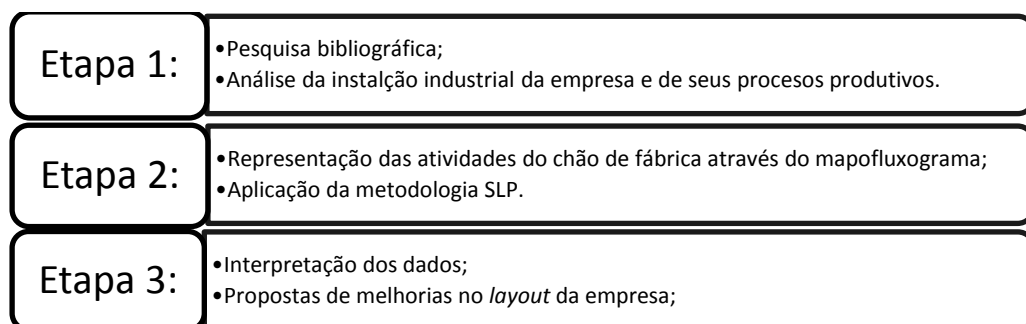 Etapa 1:
•Pesquisa bibliográfica;
•Análise da instalção industrial da empresa e de seus procesos produtivos.
Etapa 2:
•Representação das atividades do chão de fábrica através do mapofluxograma;
•Aplicação da metodologia SLP.
Etapa 3:
•Interpretação dos dados;
•Propostas de melhorias no layout da empresa;